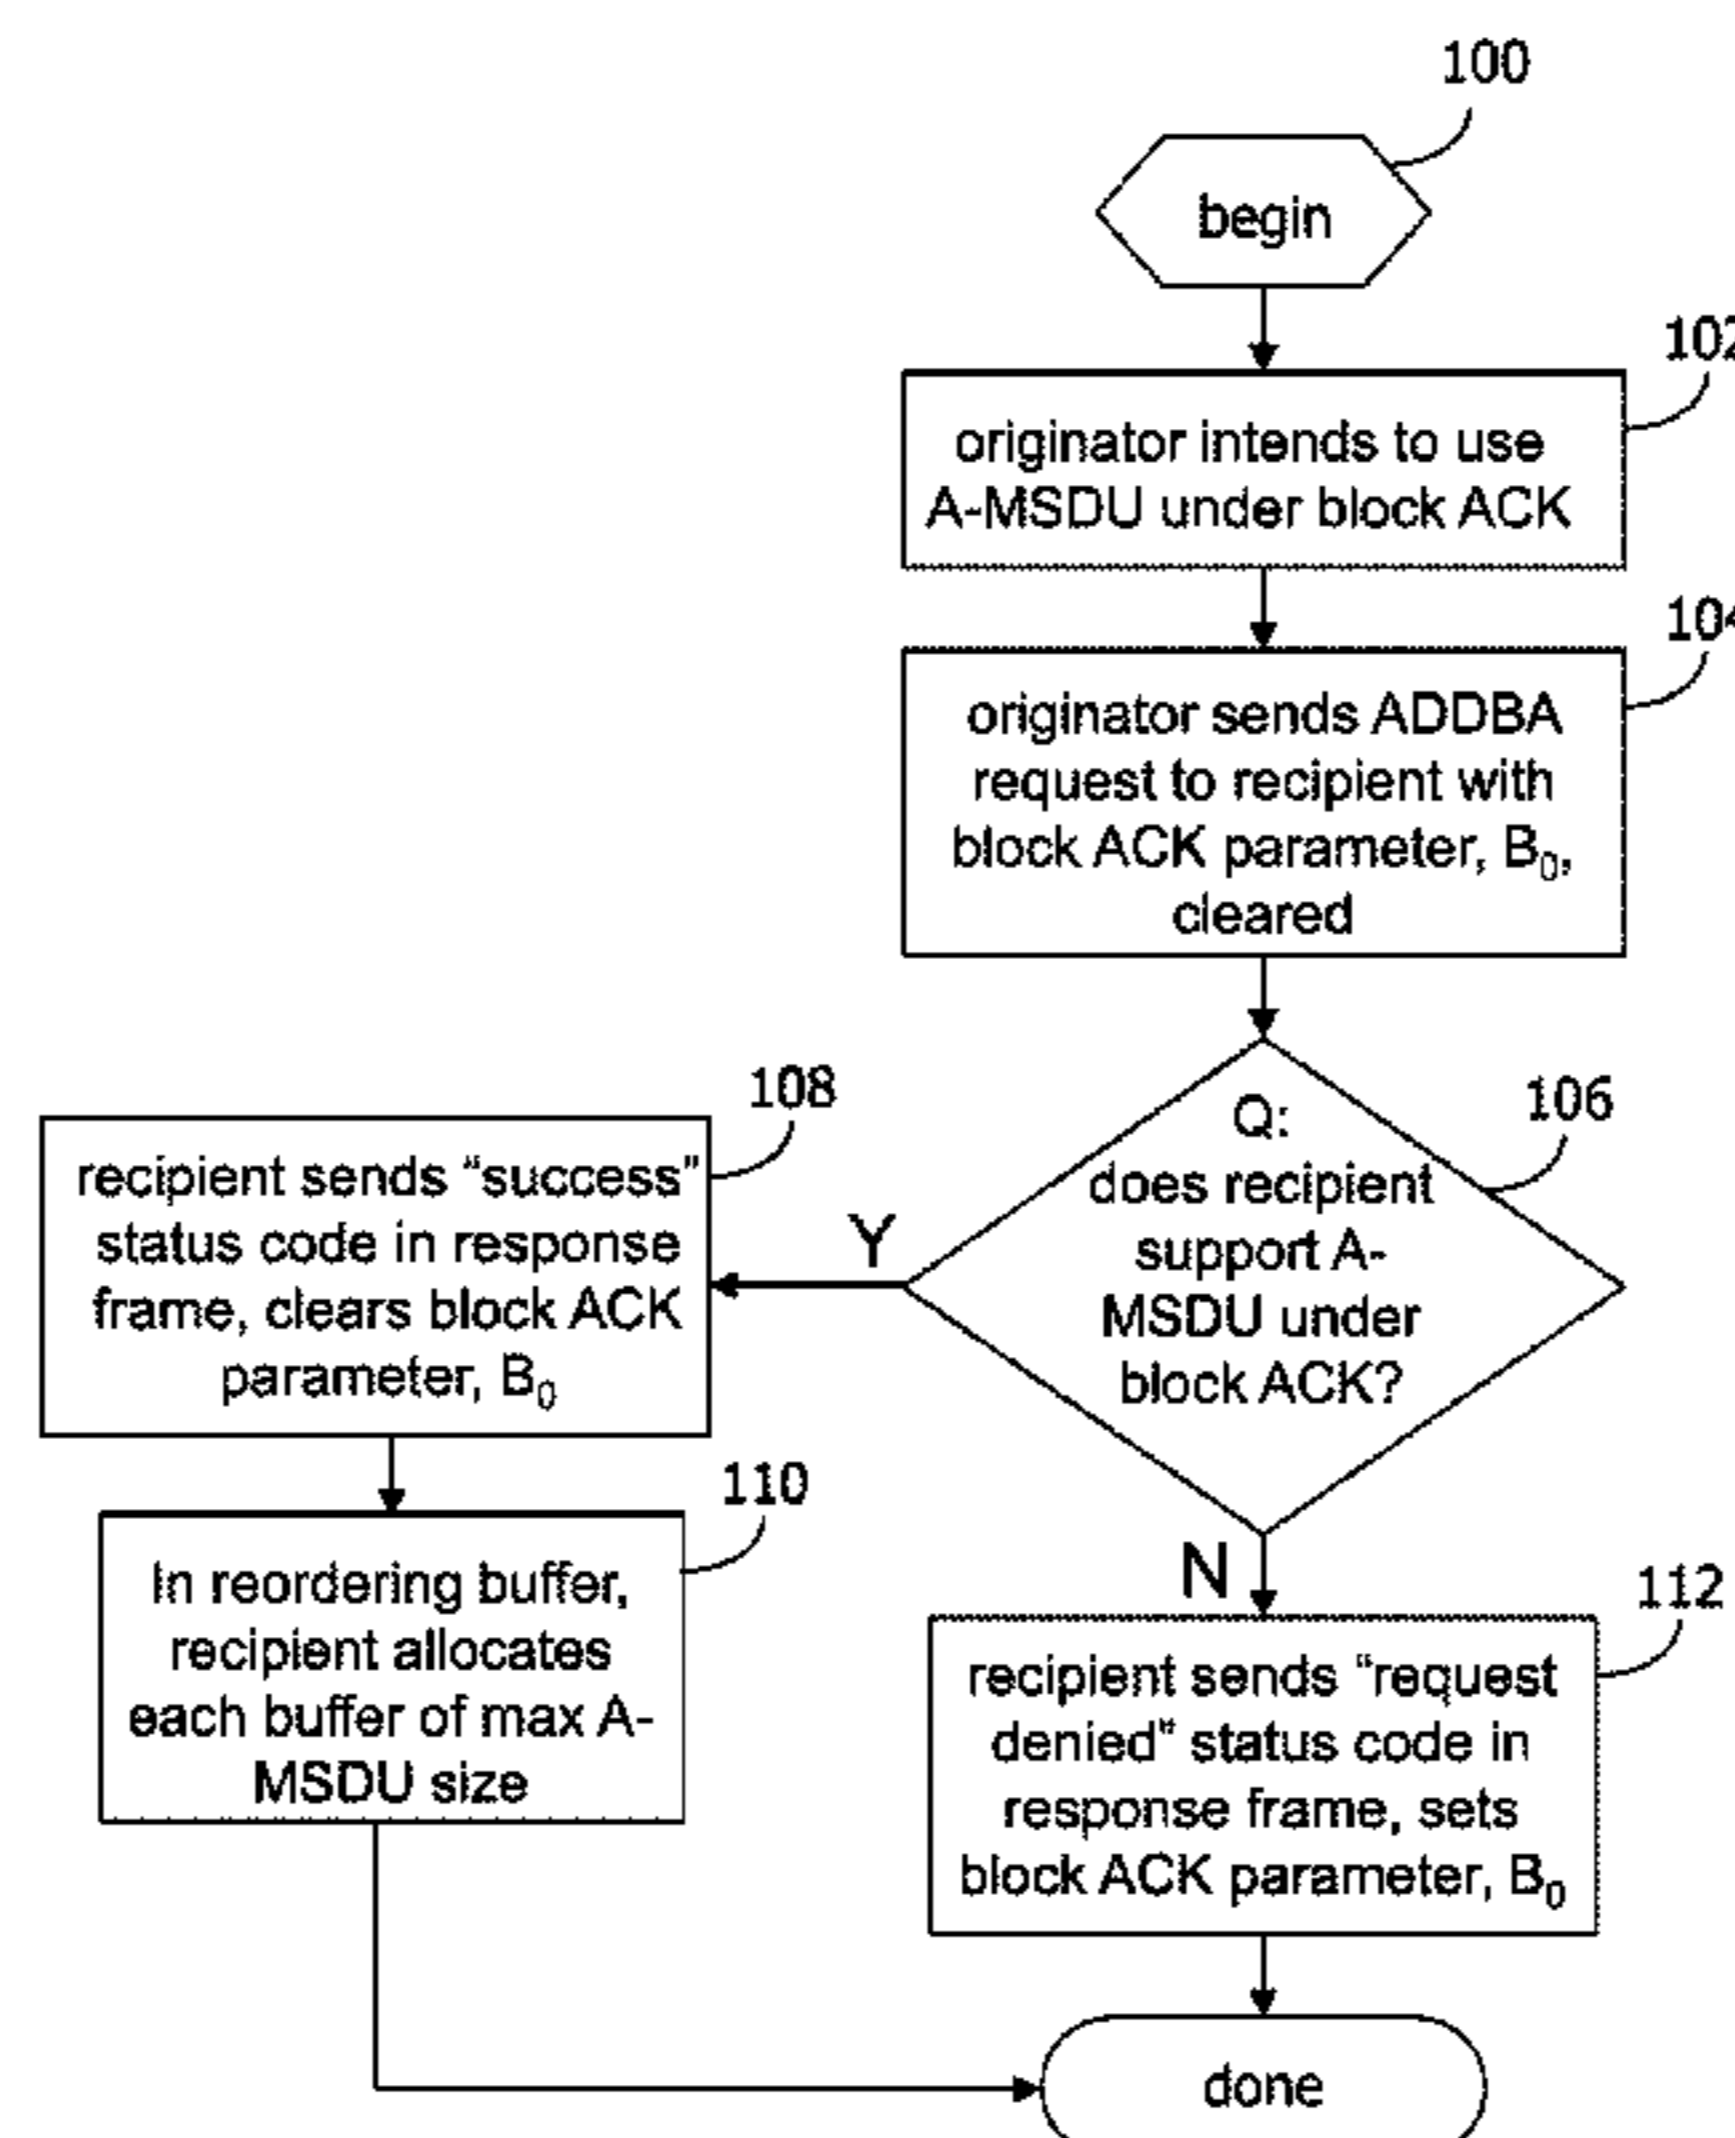 100
begin
102
originator intends to use
A-MSDU under block ACK
104
originator sends ADDBA
request to recipient with
block ACK parameter, B₀,
cleared
106
Q:
does recipient
support A-
MSDU under
block ACK?
Y
N
108
recipient sends “success”
status code in response
frame, clears block ACK
parameter, B₀
110
In reordering buffer,
recipient allocates
each buffer of max A-
MSDU size
112
recipient sends “request
denied” status code in
response frame, sets
block ACK parameter, B₀
done